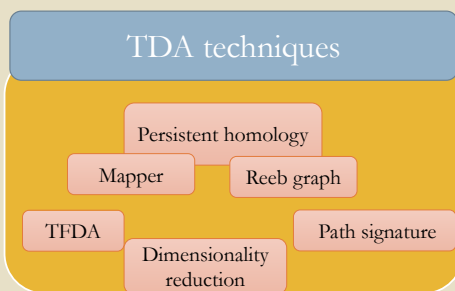 TDA techniques
Persistent homology
Mapper
Reeb graph
TFDA
Path signature
Dimensionality
reduction